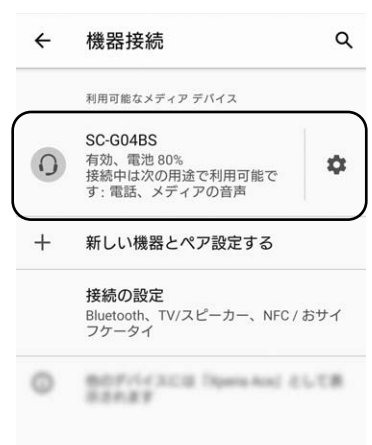 機器接続
利用可能なメディア デバイス
SC-G04BS
有効、電池 80%
接続中は次の用途で利用可能で
す: 電話、メディアの音声
新しい機器とペア設定する
接続の設定
Bluetooth、TV/スピーカー、NFC / おサイ
フケータイ